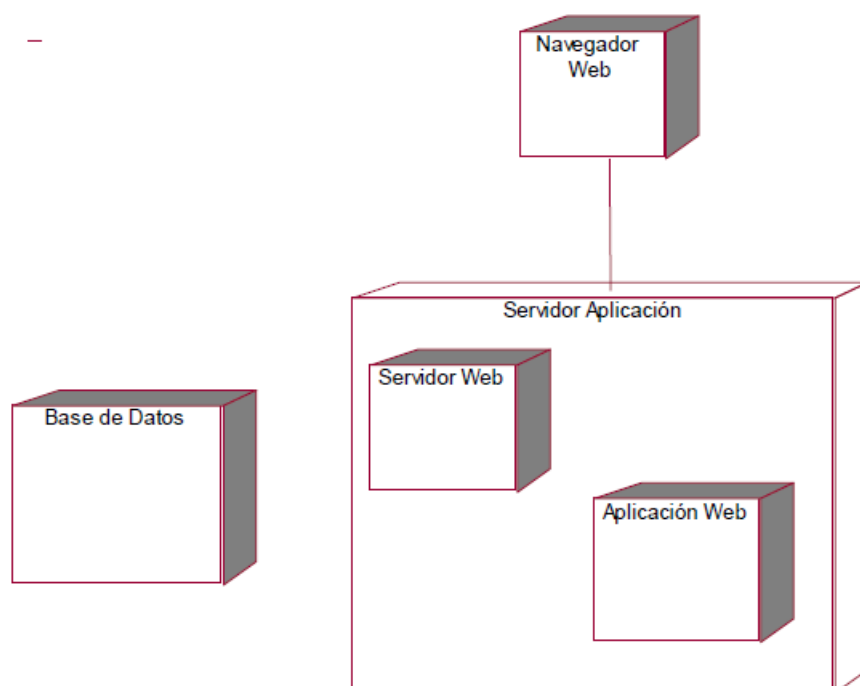 Navegador
Web
Servidor Aplicación
Servidor Web
Base de Datos
Aplicación Web